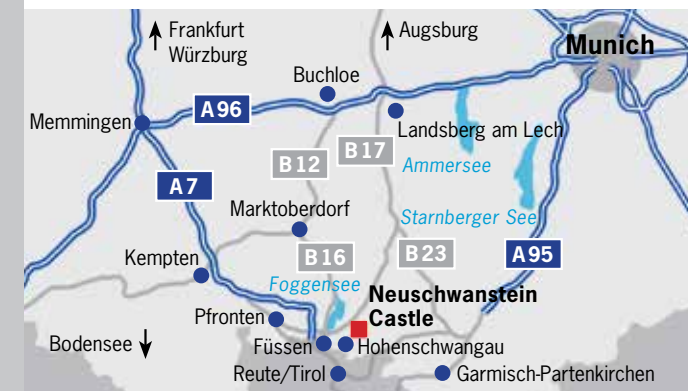 Frankfurt
Würzburg
Augsburg
Munich
Buchloe
A96
Memmingen
Landsberg am Lech
B17
B12
Ammersee
A7
Marktoberdorf
Starnberger See
Kempten
B16
B23
A95
Foggensee
Neuschwanstein
Castle
Pfronten
Bodensee
Füssen
Hohenschwangau
Reute/Tirol
Garmisch-Partenkirchen